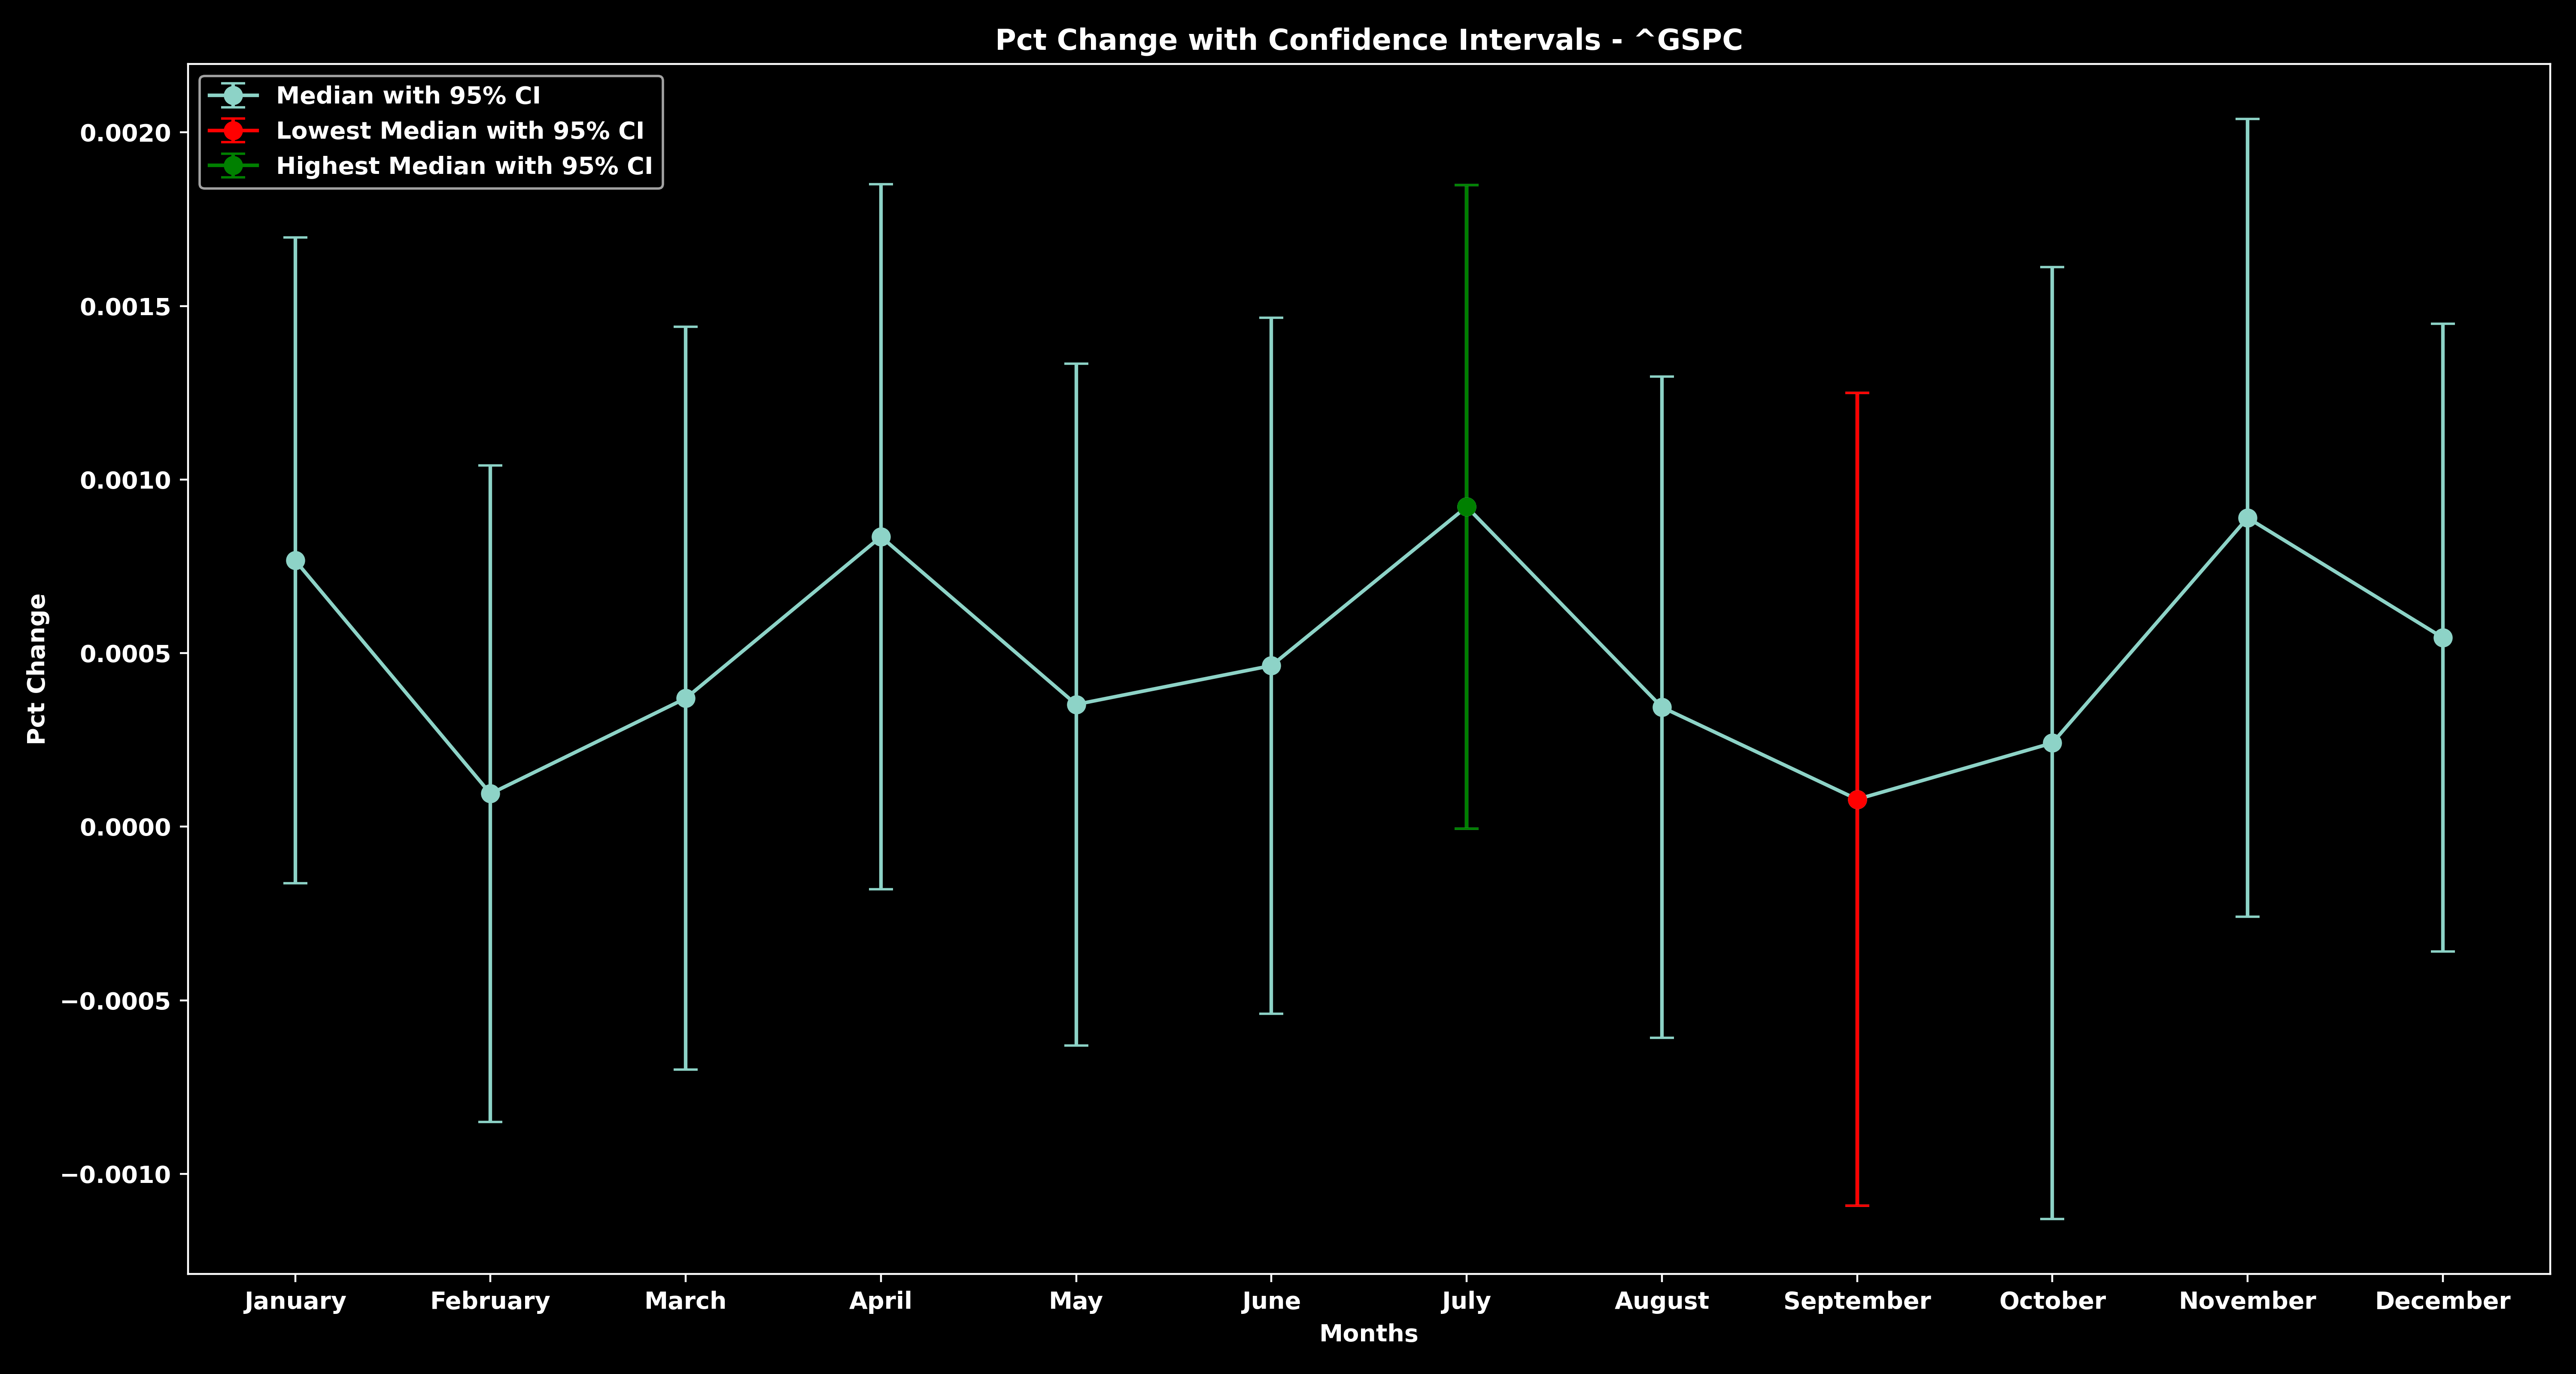 Pct Change with Confidence Intervals - ^GSPC
Median with 95% CI
Lowest Median with 95% CI
Highest Median with 95% CI
Pct Change
0.0020
0.0015
0.0010
0.0005
0.0000
−0.0005
−0.0010
January February March April May June July August September October November December
Months